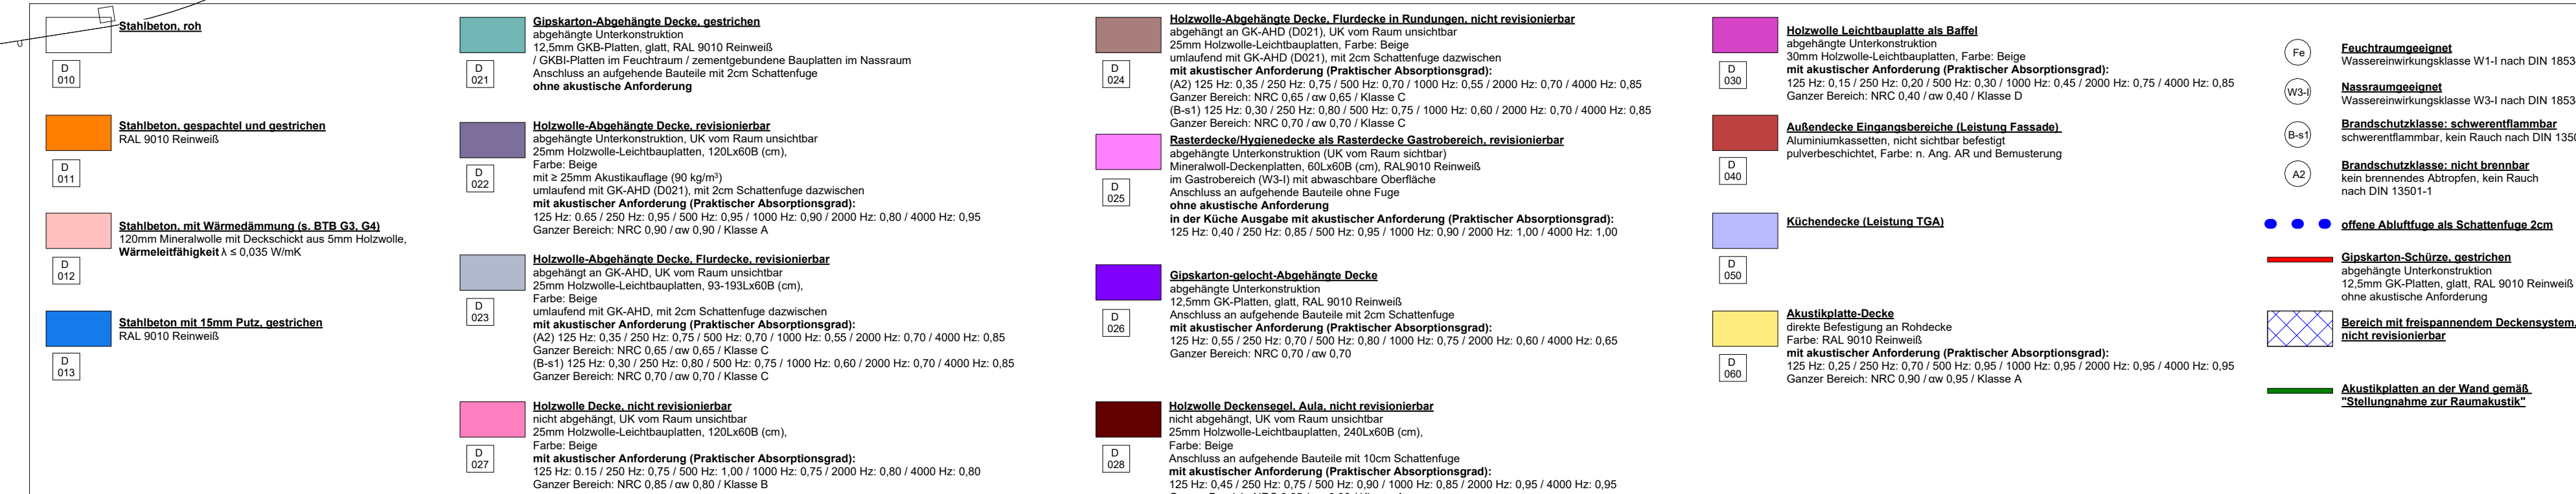 Stahlbeton, roh
D
010
Stahlbeton, gespachtel und gestrichen
RAL 9010 Reinweiß
D
011
Stahlbeton, mit Wärmedämmung (s. BTB G3, G4)
120mm Mineralwolle mit Deckschickt aus 5mm Holzwolle,
Wärmeleitfähigkeit λ ≤ 0,035 W/mK
D
012
Stahlbeton mit 15mm Putz, gestrichen
RAL 9010 Reinweiß
D
013
Gipskarton-Abgehängte Decke, gestrichen
abgehängte Unterkonstruktion
12,5mm GKB-Platten, glatt, RAL 9010 Reinweiß
/ GKBI-Platten im Feuchtraum / zementgebundene Bauplatten im Nassraum
Anschluss an aufgehende Bauteile mit 2cm Schattenfuge
ohne akustische Anforderung
D
021
Holzwolle-Abgehängte Decke, revisionierbar
abgehängte Unterkonstruktion, UK vom Raum unsichtbar
25mm Holzwolle-Leichtbauplatten, 120Lx60B (cm),
Farbe: Beige
mit ≥ 25mm Akustikauflage (90 kg/m³)
umlaufend mit GK-AHD (D021), mit 2cm Schattenfuge dazwischen
mit akustischer Anforderung (Praktischer Absorptionsgrad):
125 Hz: 0.65 / 250 Hz: 0,95 / 500 Hz: 0,95 / 1000 Hz: 0,90 / 2000 Hz: 0,80 / 4000 Hz: 0,95
Ganzer Bereich: NRC 0,90 / αw 0,90 / Klasse A
D
022
Holzwolle-Abgehängte Decke, Flurdecke, revisionierbar
abgehängt an GK-AHD, UK vom Raum unsichtbar
25mm Holzwolle-Leichtbauplatten, 93-193Lx60B (cm),
Farbe: Beige
umlaufend mit GK-AHD, mit 2cm Schattenfuge dazwischen
mit akustischer Anforderung (Praktischer Absorptionsgrad):
(A2) 125 Hz: 0,35 / 250 Hz: 0,75 / 500 Hz: 0,70 / 1000 Hz: 0,55 / 2000 Hz: 0,70 / 4000 Hz: 0,85
Ganzer Bereich: NRC 0,65 / αw 0,65 / Klasse C
(B-s1) 125 Hz: 0,30 / 250 Hz: 0,80 / 500 Hz: 0,75 / 1000 Hz: 0,60 / 2000 Hz: 0,70 / 4000 Hz: 0,85
Ganzer Bereich: NRC 0,70 / αw 0,70 / Klasse C
D
023
Holzwolle Decke, nicht revisionierbar
nicht abgehängt, UK vom Raum unsichtbar
25mm Holzwolle-Leichtbauplatten, 120Lx60B (cm),
Farbe: Beige
mit akustischer Anforderung (Praktischer Absorptionsgrad):
125 Hz: 0.15 / 250 Hz: 0,75 / 500 Hz: 1,00 / 1000 Hz: 0,75 / 2000 Hz: 0,80 / 4000 Hz: 0,80
Ganzer Bereich: NRC 0,85 / αw 0,80 / Klasse B
D
027
Holzwolle-Abgehängte Decke, Flurdecke in Rundungen, nicht revisionierbar
abgehängt an GK-AHD (D021), UK vom Raum unsichtbar
25mm Holzwolle-Leichtbauplatten, Farbe: Beige
umlaufend mit GK-AHD (D021), mit 2cm Schattenfuge dazwischen
mit akustischer Anforderung (Praktischer Absorptionsgrad):
(A2) 125 Hz: 0,35 / 250 Hz: 0,75 / 500 Hz: 0,70 / 1000 Hz: 0,55 / 2000 Hz: 0,70 / 4000 Hz: 0,85
Ganzer Bereich: NRC 0,65 / αw 0,65 / Klasse C
(B-s1) 125 Hz: 0,30 / 250 Hz: 0,80 / 500 Hz: 0,75 / 1000 Hz: 0,60 / 2000 Hz: 0,70 / 4000 Hz: 0,85
Ganzer Bereich: NRC 0,70 / αw 0,70 / Klasse C
D
024
Rasterdecke/Hygienedecke als Rasterdecke Gastrobereich, revisionierbar
abgehängte Unterkonstruktion (UK vom Raum sichtbar)
Mineralwoll-Deckenplatten, 60Lx60B (cm), RAL9010 Reinweiß
im Gastrobereich (W3-I) mit abwaschbare Oberfläche
Anschluss an aufgehende Bauteile ohne Fuge
ohne akustische Anforderung
in der Küche Ausgabe mit akustischer Anforderung (Praktischer Absorptionsgrad):
125 Hz: 0,40 / 250 Hz: 0,85 / 500 Hz: 0,95 / 1000 Hz: 0,90 / 2000 Hz: 1,00 / 4000 Hz: 1,00
D
025
Gipskarton-gelocht-Abgehängte Decke
abgehängte Unterkonstruktion
12,5mm GK-Platten, glatt, RAL 9010 Reinweiß
Anschluss an aufgehende Bauteile mit 2cm Schattenfuge
mit akustischer Anforderung (Praktischer Absorptionsgrad):
125 Hz: 0,55 / 250 Hz: 0,70 / 500 Hz: 0,80 / 1000 Hz: 0,75 / 2000 Hz: 0,60 / 4000 Hz: 0,65
Ganzer Bereich: NRC 0,70 / αw 0,70
D
026
Holzwolle Deckensegel, Aula, nicht revisionierbar
nicht abgehängt, UK vom Raum unsichtbar
25mm Holzwolle-Leichtbauplatten, 240Lx60B (cm),
Farbe: Beige
Anschluss an aufgehende Bauteile mit 10cm Schattenfuge
mit akustischer Anforderung (Praktischer Absorptionsgrad):
125 Hz: 0,45 / 250 Hz: 0,75 / 500 Hz: 0,90 / 1000 Hz: 0,85 / 2000 Hz: 0,95 / 4000 Hz: 0,95
D
028
Holzwolle Leichtbauplatte als Baffel
abgehängte Unterkonstruktion
30mm Holzwolle-Leichtbauplatten, Farbe: Beige
mit akustischer Anforderung (Praktischer Absorptionsgrad):
125 Hz: 0,15 / 250 Hz: 0,20 / 500 Hz: 0,30 / 1000 Hz: 0,45 / 2000 Hz: 0,75 / 4000 Hz: 0,85
Ganzer Bereich: NRC 0,40 / αw 0,40 / Klasse D
D
030
Außendecke Eingangsbereiche (Leistung Fassade)
Aluminiumkassetten, nicht sichtbar befestigt
pulverbeschichtet, Farbe: n. Ang. AR und Bemusterung
D
040
Küchendecke (Leistung TGA)
D
050
Akustikplatte-Decke
direkte Befestigung an Rohdecke
Farbe: RAL 9010 Reinweiß
mit akustischer Anforderung (Praktischer Absorptionsgrad):
125 Hz: 0,25 / 250 Hz: 0,70 / 500 Hz: 0,95 / 1000 Hz: 0,95 / 2000 Hz: 0,95 / 4000 Hz: 0,95
Ganzer Bereich: NRC 0,90 / αw 0,95 / Klasse A
D
060
Fe
Feuchtraumgeeignet
Wassereinwirkungsklasse W1-I nach DIN 1853
W3-I
Nassraumgeeignet
Wassereinwirkungsklasse W3-I nach DIN 1853
B-s1
Brandschutzklasse: schwerentflammbar
schwerentflammbar, kein Rauch nach DIN 1350
A2
Brandschutzklasse: nicht brennbar
kein brennendes Abtropfen, kein Rauch
nach DIN 13501-1
offene Abluftfuge als Schattenfuge 2cm
Gipskarton-Schürze, gestrichen
abgehängte Unterkonstruktion
12,5mm GK-Platten, glatt, RAL 9010 Reinweiß
ohne akustische Anforderung
Bereich mit freispannendem Deckensystem,
nicht revisionierbar
Akustikplatten an der Wand gemäß
"Stellungnahme zur Raumakustik"